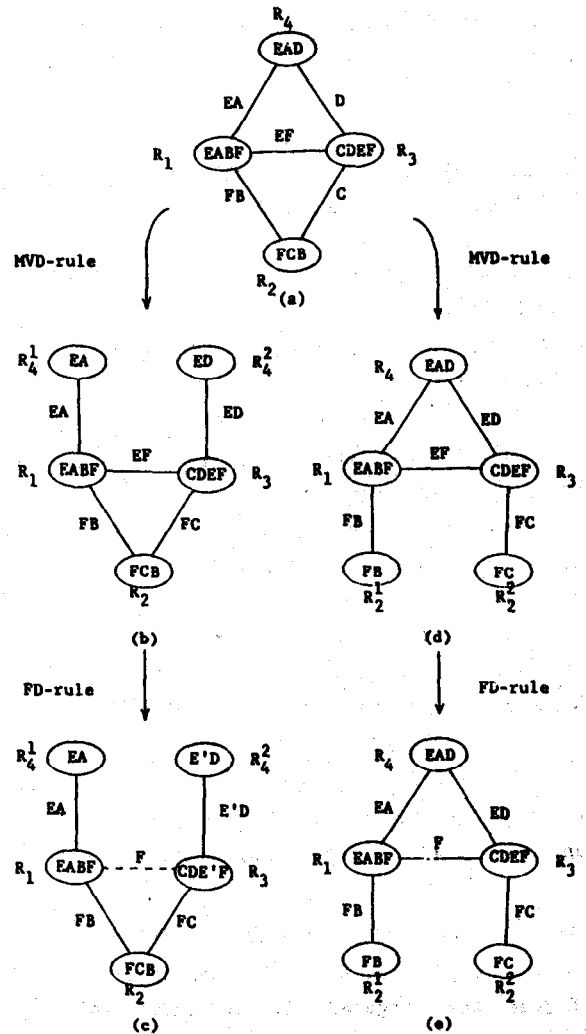 R4
EAD
EA D
R1 EABF EF CDEF R3
FB C
FCB
R2
(a)
MVD-rule MVD-rule
R4^1 EA ED R4^2
EA ED
R1 EABF EF CDEF R3
FB FC
FCB
R2
(b)
R4 EAD
EA ED
R1 EABF EF CDEF R3
FB FC
FB FC
R2^1 R2^2
(d)
FD-rule FD-rule
R4^1 EA E'D R4^2
EA E'D
R1 EABF F CDE'F R3
FB FC
FCB
R2
(c)
R4 EAD
EA ED
R1 EABF F CDEF R3
FB FC
FB FC
R2^1 R2^2
(e)